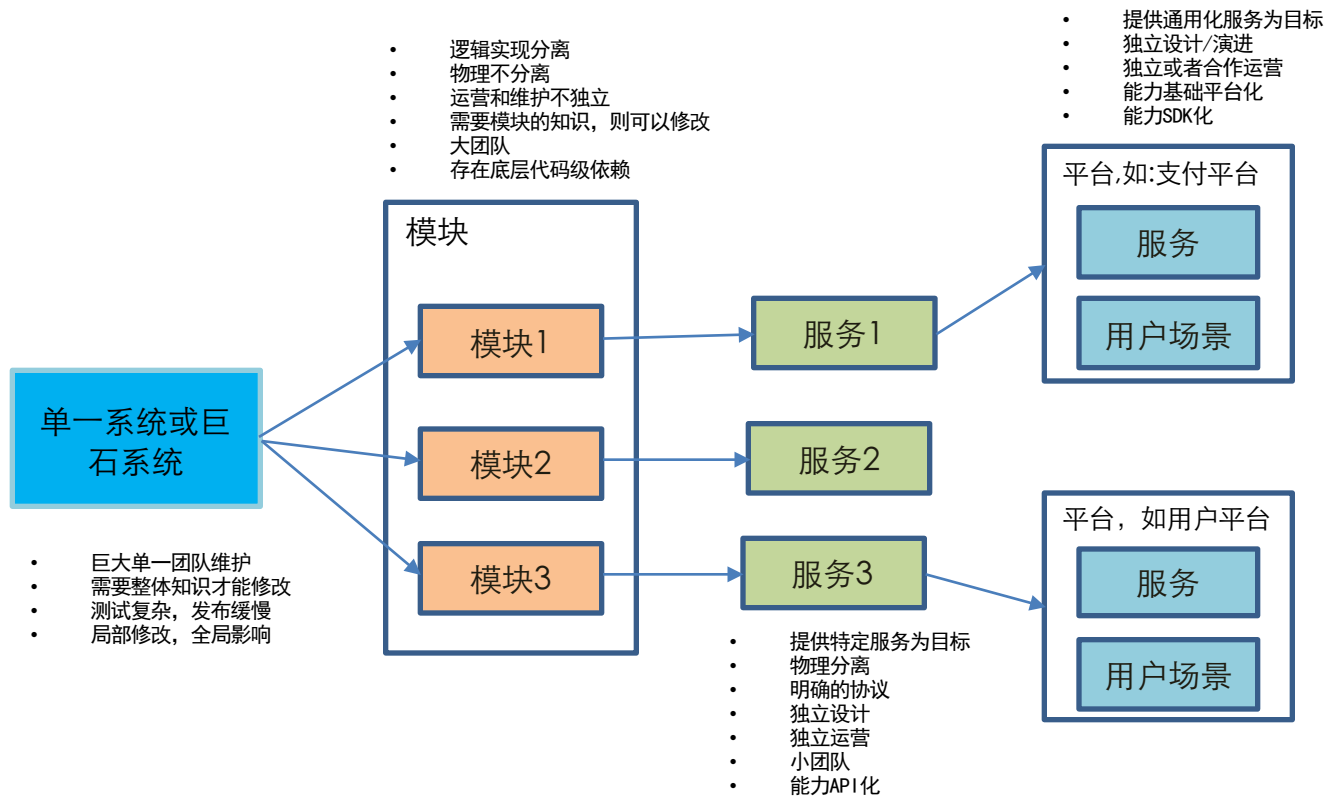 • 提供通用化服务为目标
• 独立设计/演进
• 独立或者合作运营
• 能力基础平台化
• 能力SDK化
• 逻辑实现分离
• 物理不分离
• 运营和维护不独立
• 需要模块的知识，则可以修改
• 大团队
• 存在底层代码级依赖
平台,如:支付平台
服务
用户场景
模块
模块1
模块2
模块3
服务1
服务2
服务3
单一系统或巨
石系统
平台，如用户平台
服务
用户场景
• 巨大单一团队维护
• 需要整体知识才能修改
• 测试复杂，发布缓慢
• 局部修改，全局影响
• 提供特定服务为目标
• 物理分离
• 明确的协议
• 独立设计
• 独立运营
• 小团队
• 能力API化